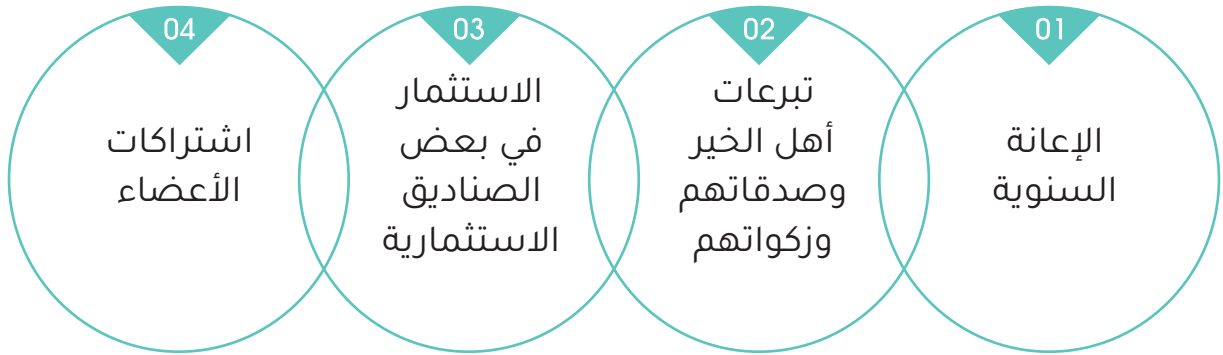 01
الإعانة
السنوية
02
تبرعات
أهل الخير
وصدقاتهم
وزكواتهم
03
الاستثمار
في بعض
الصناديق
الاستثمارية
04
اشتراكات
الأعضاء